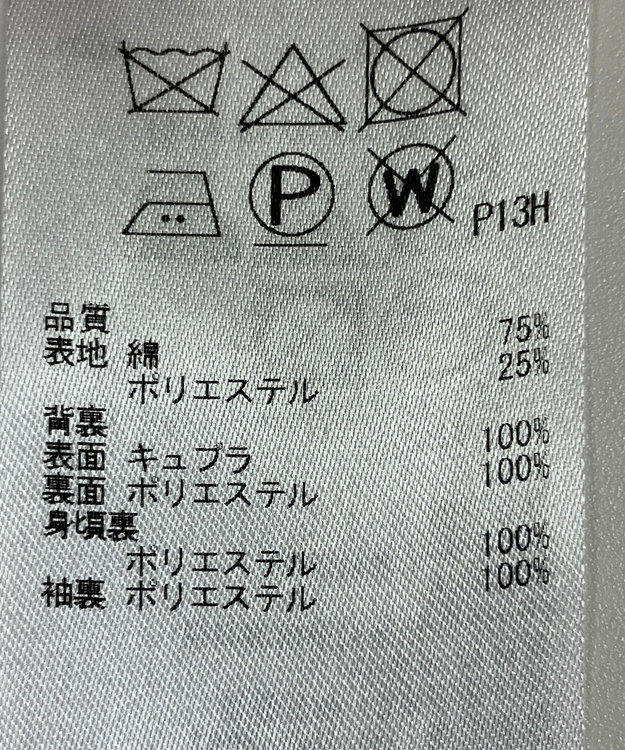 P W P13H
品質
表地 綿 75%
ポリエステル 25%
背裏
表面 キュプラ 100%
裏面 ポリエステル 100%
身頃裏
ポリエステル 100%
袖裏 ポリエステル 100%